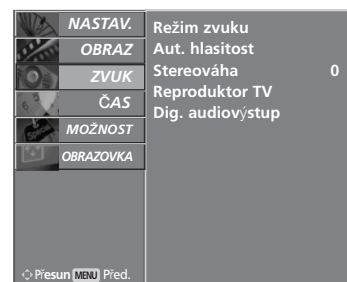 NASTAV.
OBRAZ
ZVUK
ČAS
MOŽNOST
OBRAZOVKA
Přesun MENU Před.
Režim zvuku
Aut. hlasitost
Stereováha 0
Reproduktor TV
Dig. audiovýstup